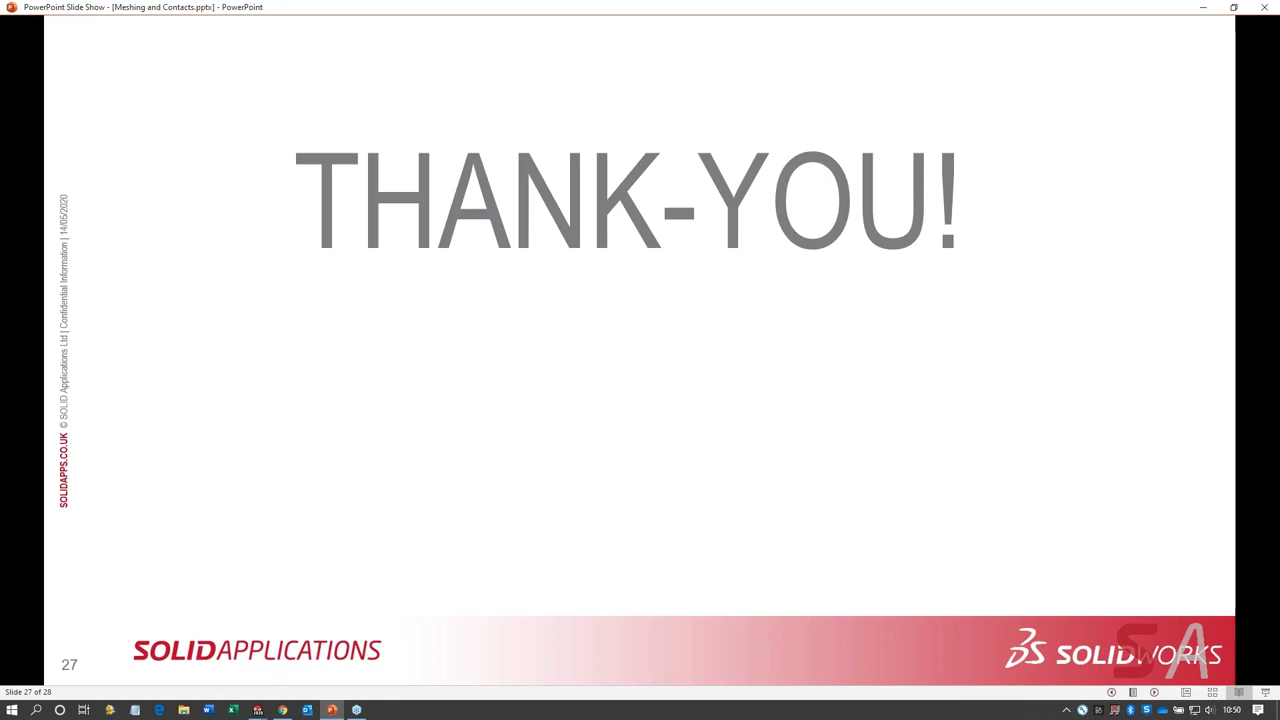 PowerPoint Slide Show - [Meshing and Contacts.pptx] - PowerPoint
THANK-YOU!
SOLIDAPPS.CO.UK © SOLID Applications Ltd | Confidential Information | 14/05/2020
27
SOLIDAPPLICATIONS
SOLIDWORKS
SA
Slide 27 of 28
10:50